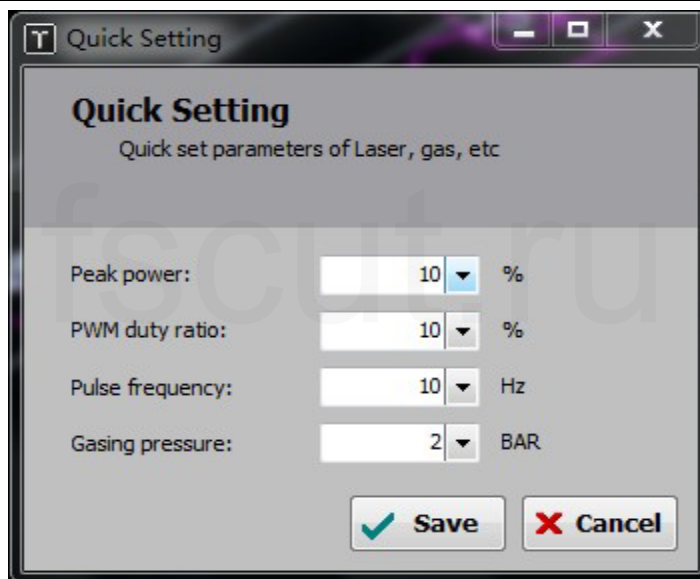 Quick Setting
Quick Setting
Quick set parameters of Laser, gas, etc
fscut.ru
Peak power: 10 %
PWM duty ratio: 10 %
Pulse frequency: 10 Hz
Gasing pressure: 2 BAR
Save Cancel